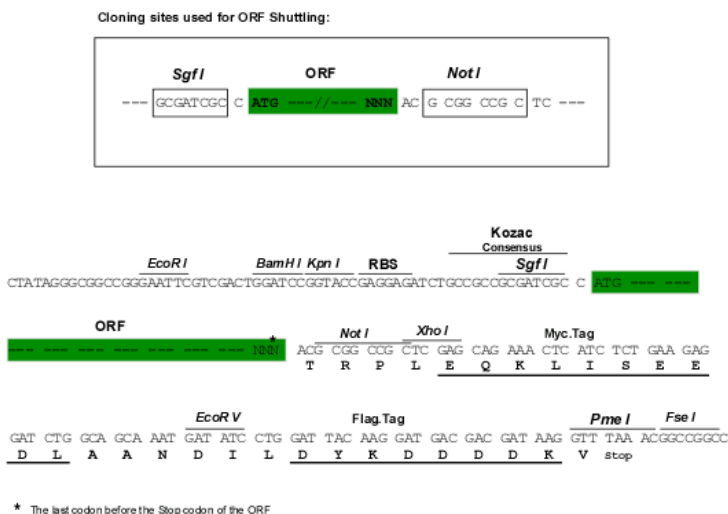 Cloning sites used for ORF Shuttling:
Sgf I ORF Not I
--- GCGATCGC C ATG ---//--- NNN AC G CGG CCG C TC ---
Kozac
Consensus
EcoR I BamH I Kpn I RBS Sgf I
CTATAGGGCGGCCGGGAATTCGTCGACTGGATCCGGTACCGAGGAGATCTGCCGCCGCGATCGC C ATG --- ---
ORF * Not I Xho I Myc.Tag
--- --- --- --- --- --- --- --- --- NNN ACG CGG CCG CTC GAG CAG AAA CTC ATC TCT GAA GAG
T R P L E Q K L I S E E
EcoR V Flag.Tag Pme I Fse I
GAT CTG GCA GCA AAT GAT ATC CTG GAT TAC AAG GAT GAC GAC GAT AAG GTT TAA ACGGCCGGCC
D L A A N D I L D Y K D D D D K V Stop
* The last codon before the Stop codon of the ORF